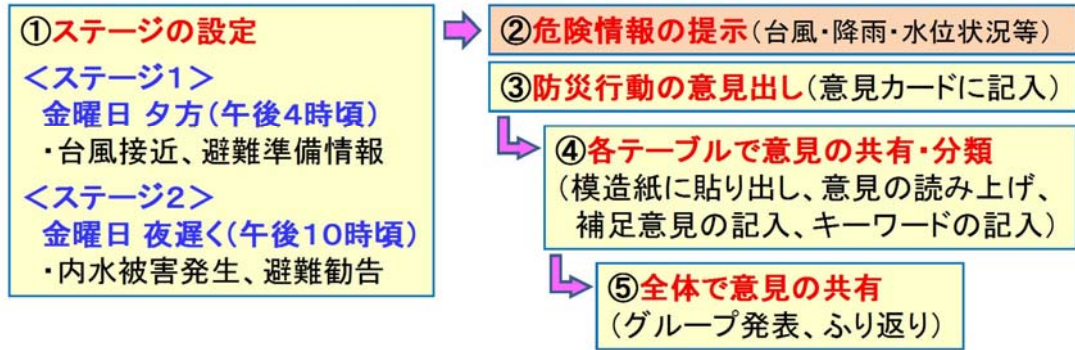 ①ステージの設定
＜ステージ1＞
金曜日 夕方(午後4時頃)
・台風接近、避難準備情報
＜ステージ2＞
金曜日 夜遅く(午後10時頃)
・内水被害発生、避難勧告
②危険情報の提示(台風・降雨・水位状況等)
③防災行動の意見出し(意見カードに記入)
④各テーブルで意見の共有・分類
(模造紙に貼り出し、意見の読み上げ、
補足意見の記入、キーワードの記入)
⑤全体で意見の共有
(グループ発表、ふり返り)